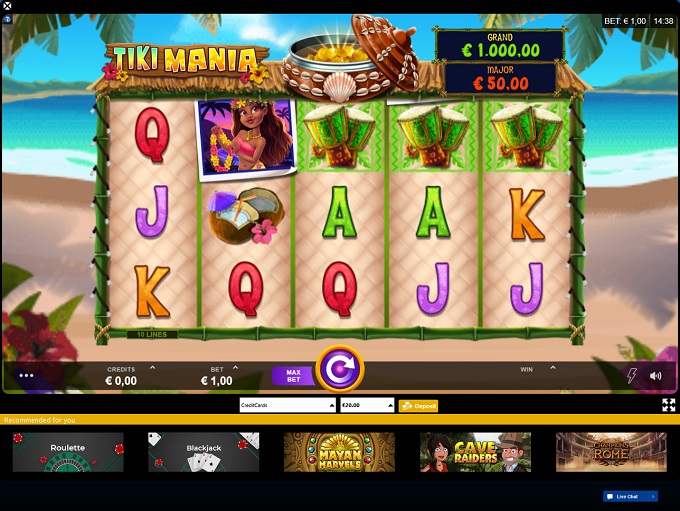 BET: € 1,00 14:38
TIKI MANIA
GRAND
€ 1.000,00
MAJOR
€ 50.00
Q
J A A K
K Q Q J J
10 LINES
CREDITS
€ 0,00
BET
€ 1,00
MAX
BET
WIN
CreditCards €20.00 Deposit
Recommended for you
Roulette
Blackjack
MAYAN
MARVELS
CAVE
RAIDERS
CHAMPIONS
OF
ROME
Live Chat